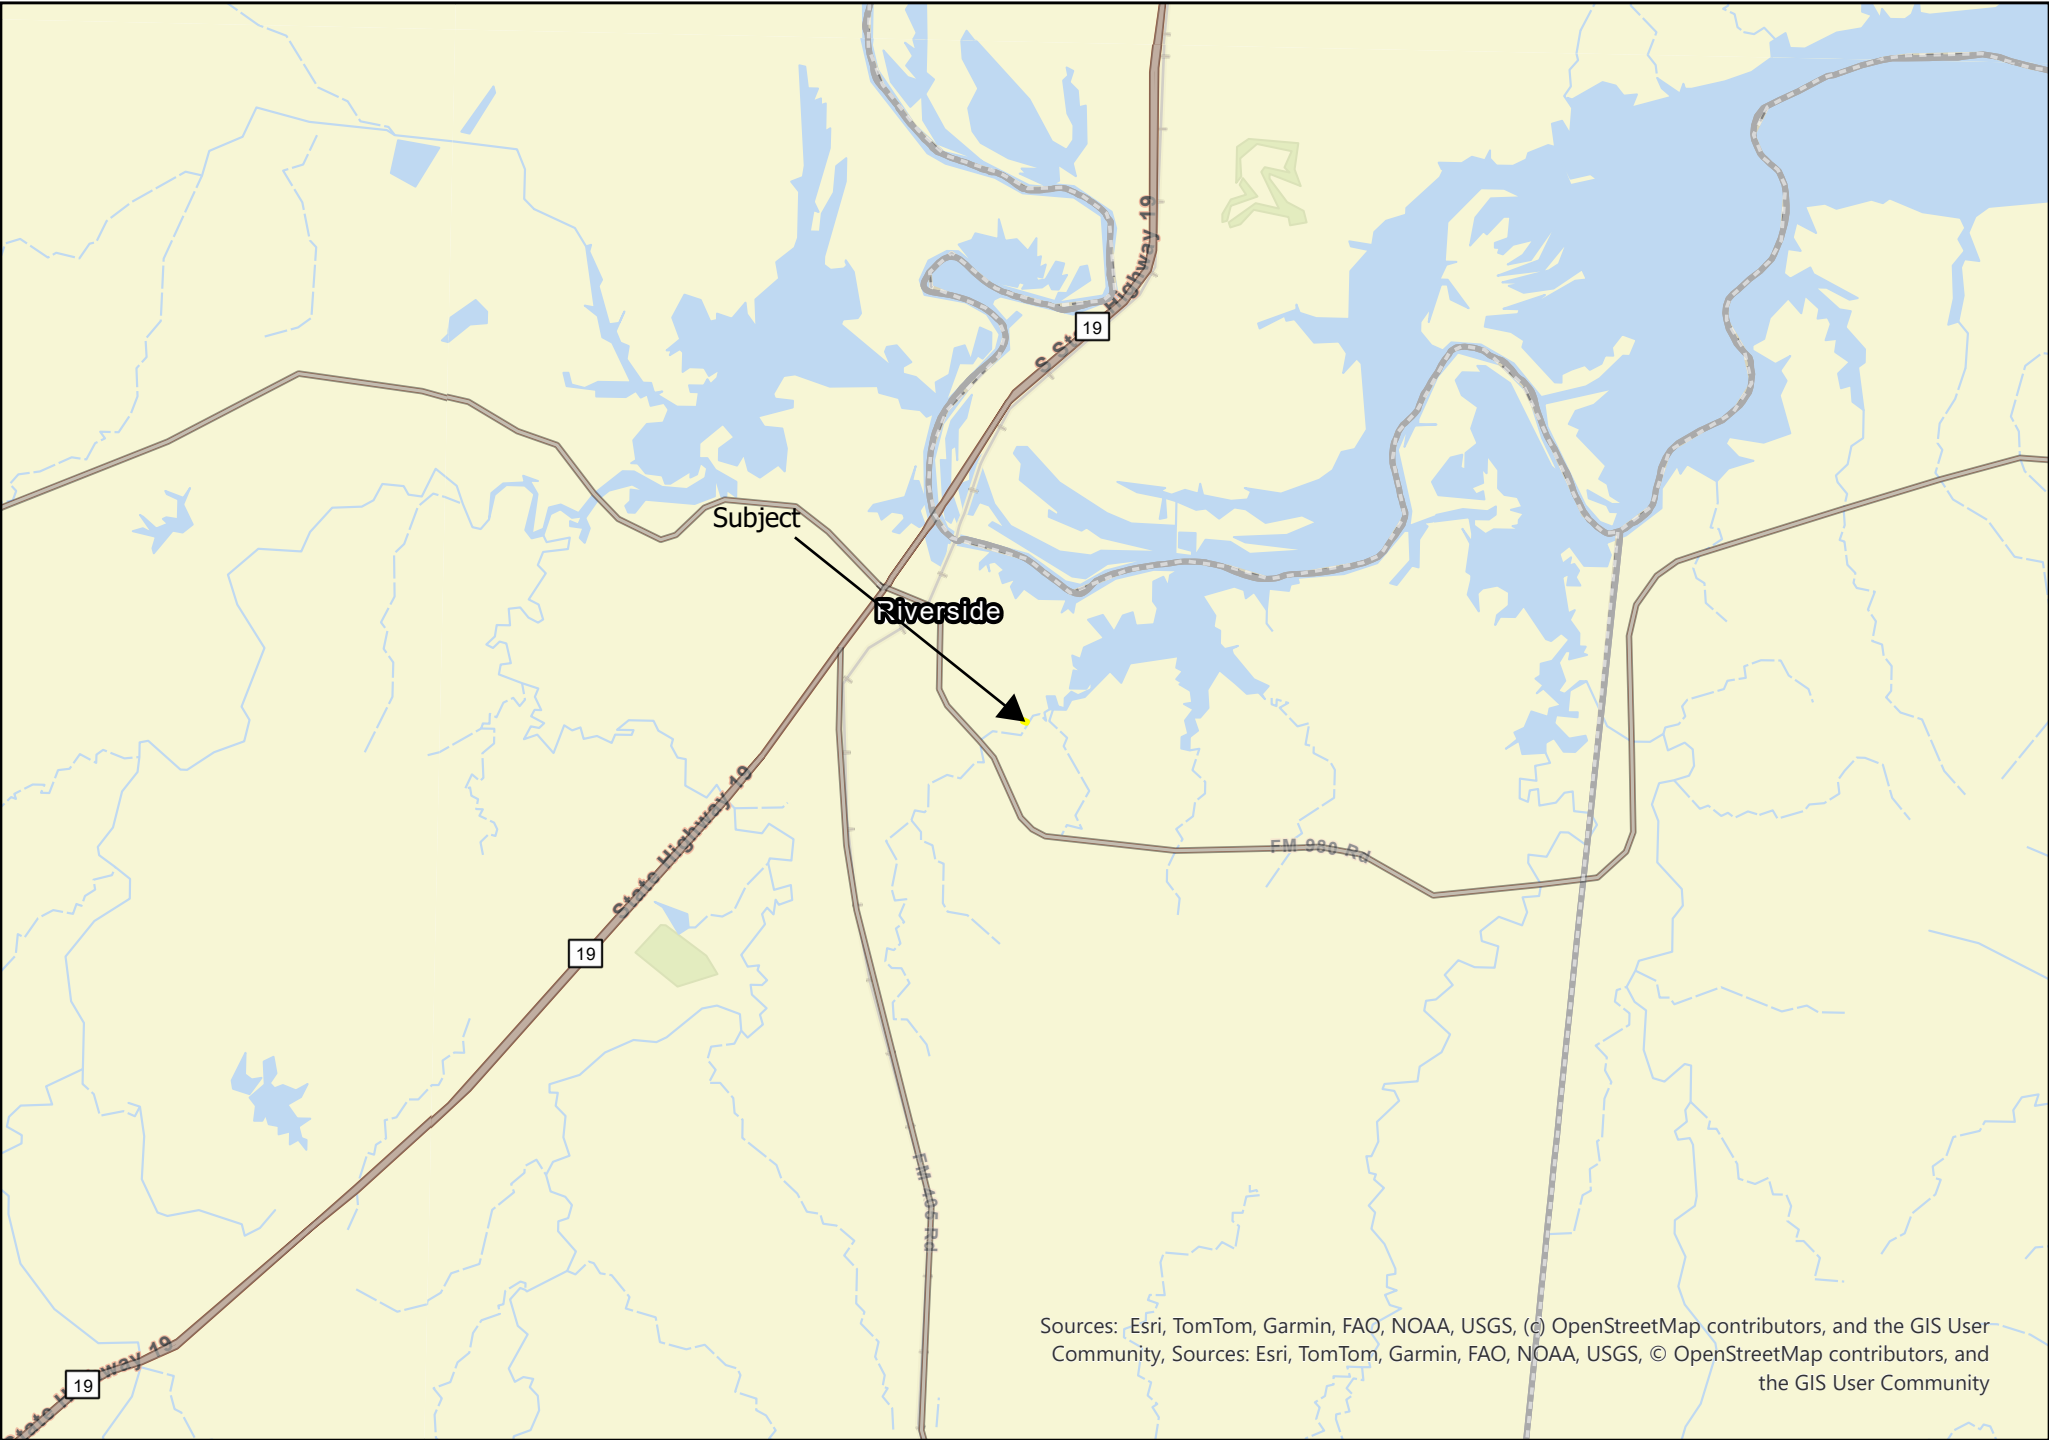 S State Highway 19
19
Subject
Riverside
State Highway 19
FM 980 Rd
19
FM 405 Rd
State Highway 19
19
Sources: Esri, TomTom, Garmin, FAO, NOAA, USGS, (c) OpenStreetMap contributors, and the GIS User
Community, Sources: Esri, TomTom, Garmin, FAO, NOAA, USGS, © OpenStreetMap contributors, and
the GIS User Community